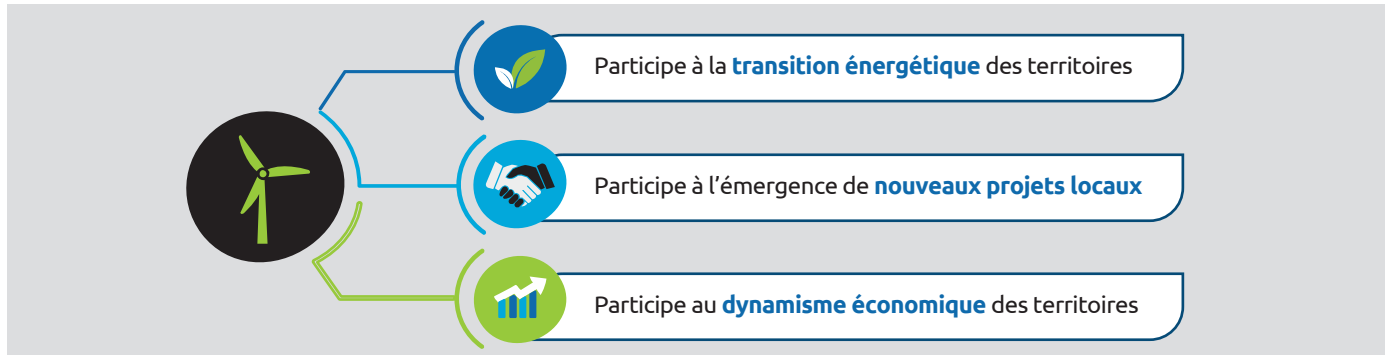 Participe à la transition énergétique des territoires
Participe à l’émergence de nouveaux projets locaux
Participe au dynamisme économique des territoires